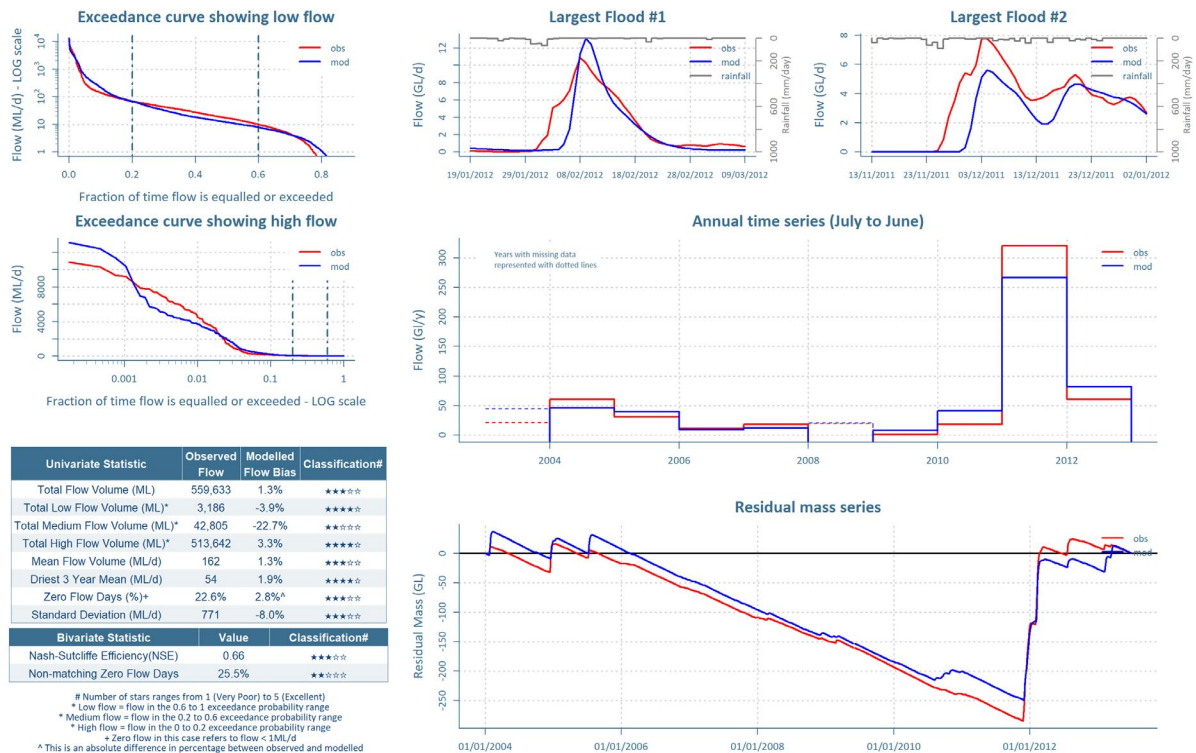 Exceedance curve showing low flow
Flow (ML/d) - LOG scale
10⁴
10³
10²
10
1
obs
mod
0.0 0.2 0.4 0.6 0.8
Fraction of time flow is equalled or exceeded
Largest Flood #1
Flow (GL/d)
12
10
8
6
4
2
0
obs
mod
rainfall
0
200
600
1000
Rainfall (mm/day)
19/01/2012 29/01/2012 08/02/2012 18/02/2012 28/02/2012 09/03/2012
Largest Flood #2
Flow (GL/d)
8
6
4
2
0
obs
mod
rainfall
0
200
600
1000
Rainfall (mm/day)
13/11/2011 23/11/2011 03/12/2011 13/12/2011 23/12/2011 02/01/2012
Exceedance curve showing high flow
Flow (ML/d)
8000
4000
0
obs
mod
0.001 0.01 0.1 1
Fraction of time flow is equalled or exceeded - LOG scale
Annual time series (July to June)
Years with missing data
represented with dotted lines
Flow (Gl/y)
300
250
200
150
100
50
0
obs
mod
2004 2006 2008 2010 2012
Univariate Statistic Observed Flow Modelled Flow Bias Classification#
Total Flow Volume (ML) 559,633 1.3% ★★★☆☆
Total Low Flow Volume (ML)* 3,186 -3.9% ★★★★☆
Total Medium Flow Volume (ML)* 42,805 -22.7% ★★☆☆☆
Total High Flow Volume (ML)* 513,642 3.3% ★★★★☆
Mean Flow Volume (ML/d) 162 1.3% ★★★☆☆
Driest 3 Year Mean (ML/d) 54 1.9% ★★★★☆
Zero Flow Days (%)+ 22.6% 2.8%^ ★★★☆☆
Standard Deviation (ML/d) 771 -8.0% ★★★☆☆
Bivariate Statistic Value Classification#
Nash-Sutcliffe Efficiency(NSE) 0.66 ★★★☆☆
Non-matching Zero Flow Days 25.5% ★★☆☆☆
# Number of stars ranges from 1 (Very Poor) to 5 (Excellent)
* Low flow = flow in the 0.6 to 1 exceedance probability range
* Medium flow = flow in the 0.2 to 0.6 exceedance probability range
* High flow = flow in the 0 to 0.2 exceedance probability range
+ Zero flow in this case refers to flow < 1ML/d
^ This is an absolute difference in percentage between observed and modelled
Residual mass series
Residual Mass (GL)
0
-50
-100
-150
-200
-250
obs
mod
01/01/2004 01/01/2006 01/01/2008 01/01/2010 01/01/2012